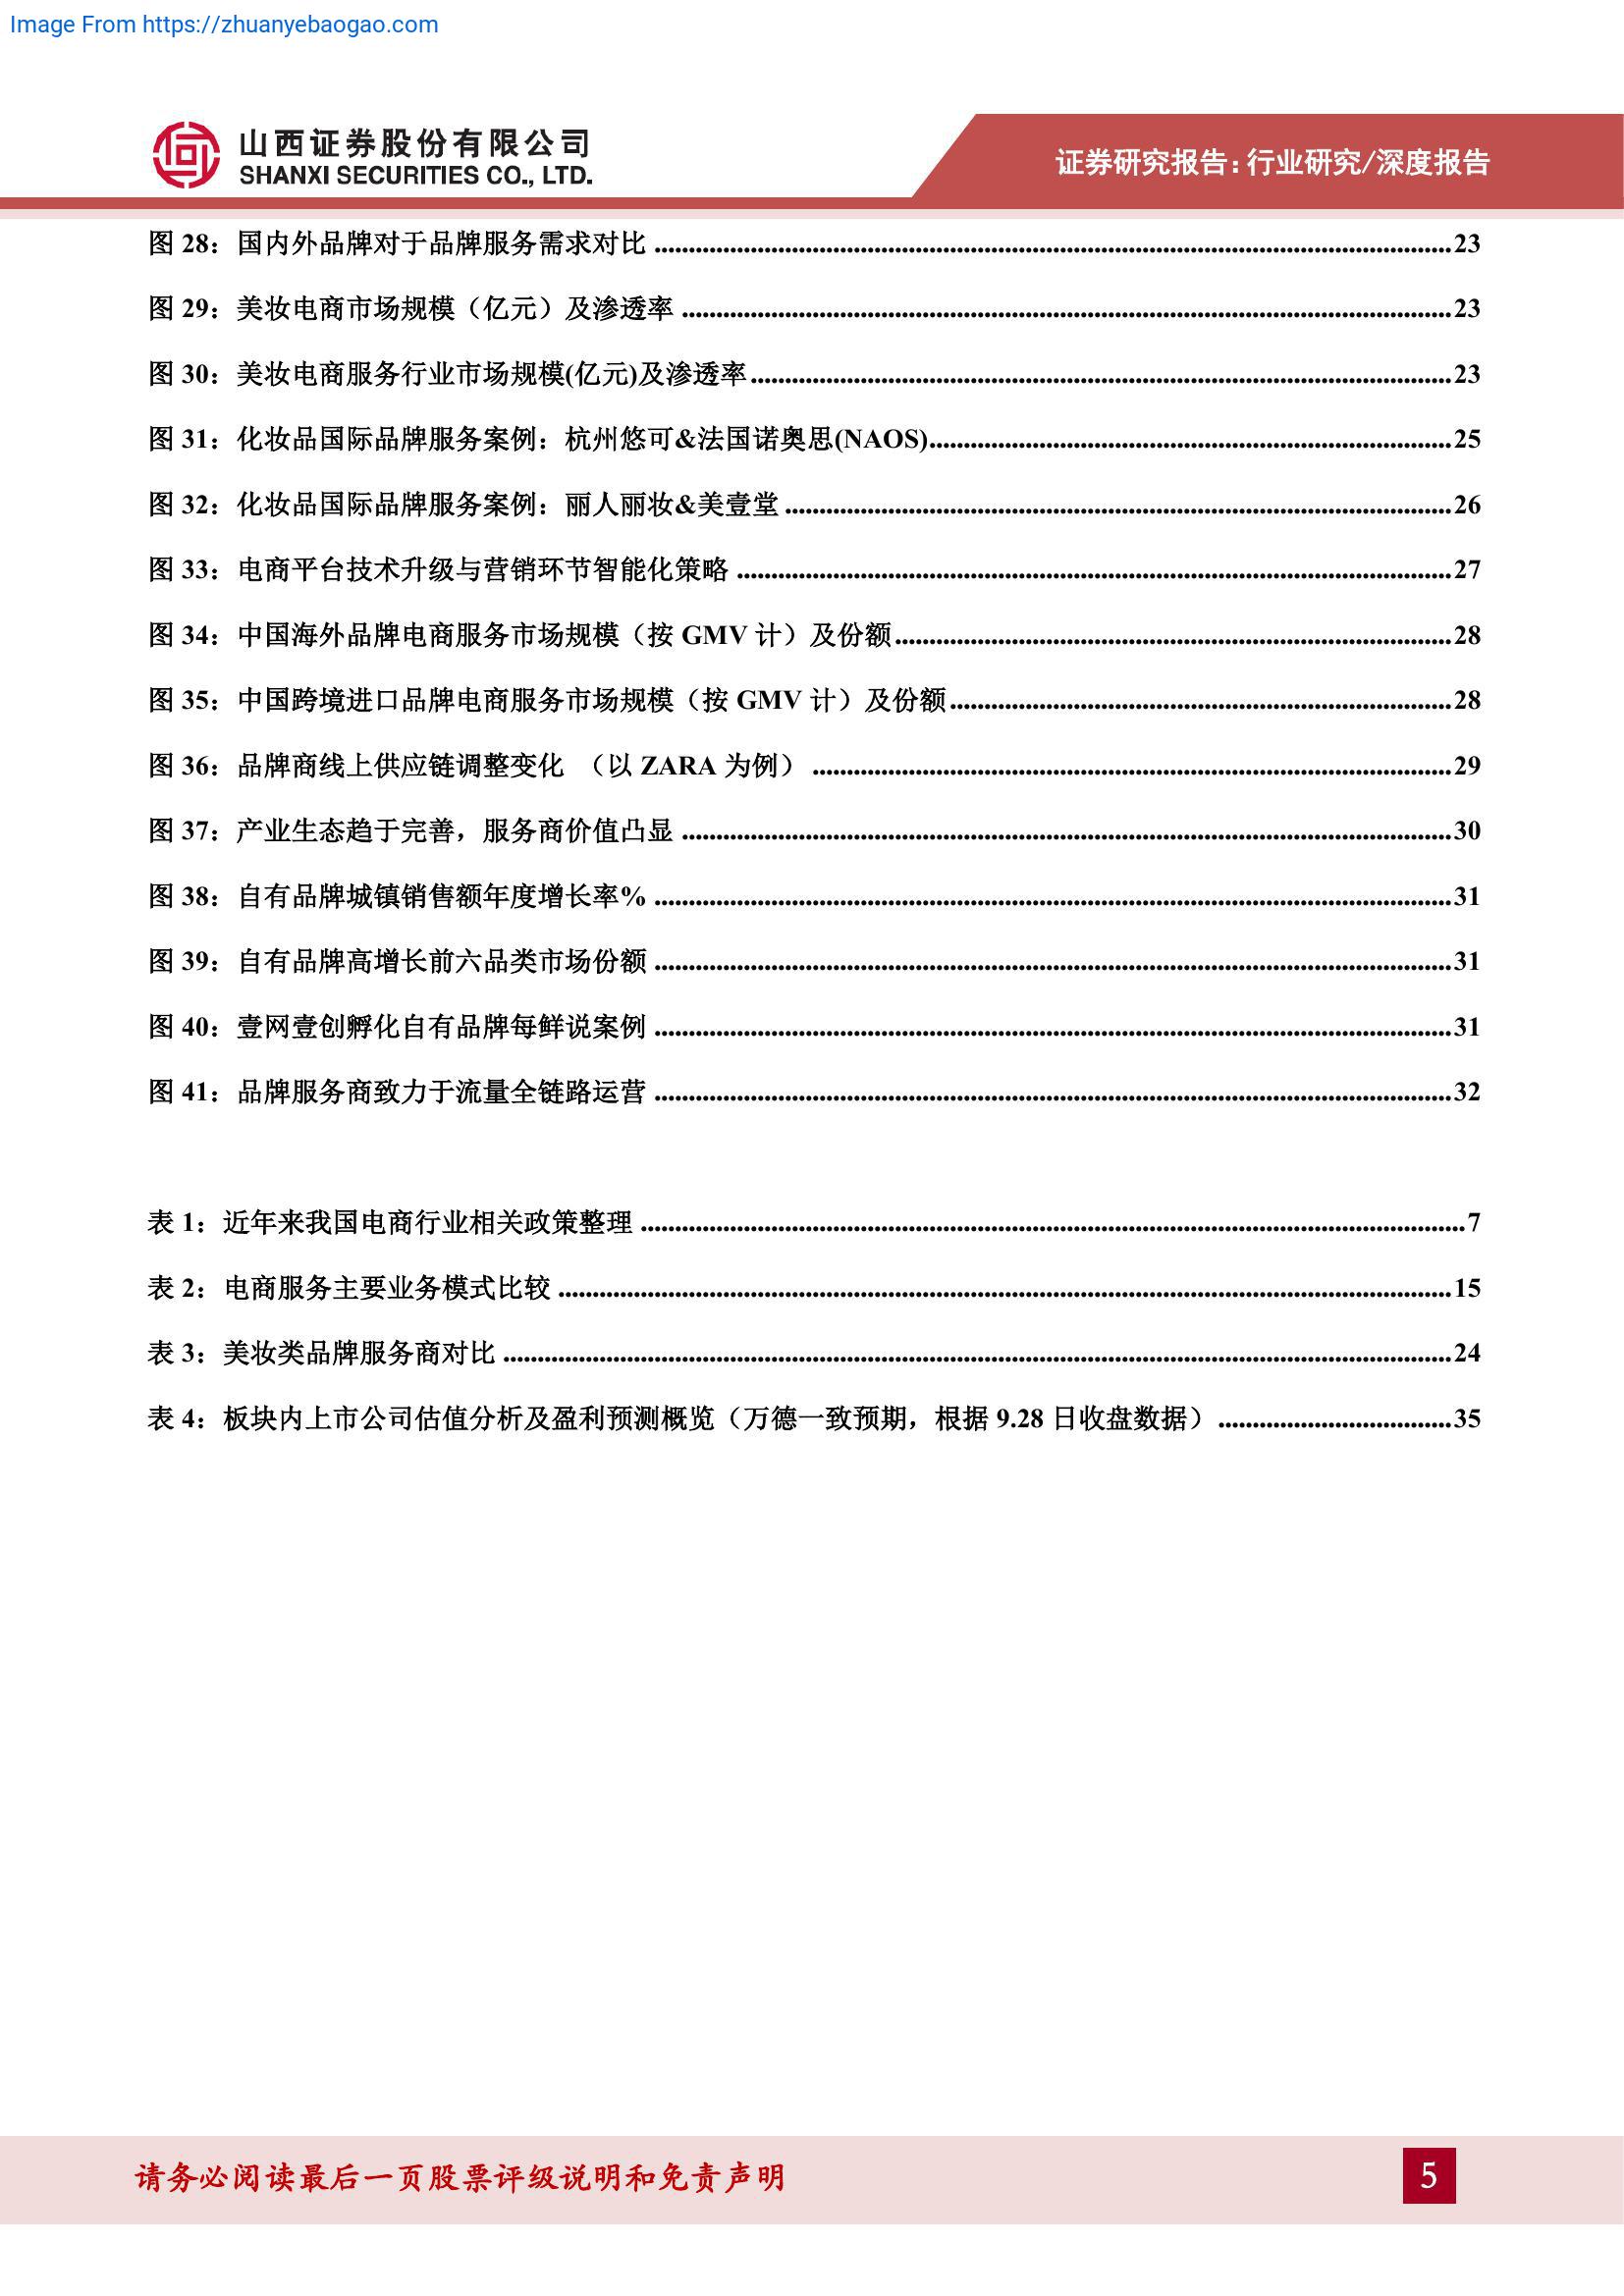 Image From https://zhuanyebaogao.com
山西证券股份有限公司
SHANXI SECURITIES CO., LTD.
证券研究报告:行业研究/深度报告
图 28：国内外品牌对于品牌服务需求对比 23
图 29：美妆电商市场规模（亿元）及渗透率 23
图 30：美妆电商服务行业市场规模(亿元)及渗透率 23
图 31：化妆品国际品牌服务案例：杭州悠可&法国诺奥思(NAOS) 25
图 32：化妆品国际品牌服务案例：丽人丽妆&美壹堂 26
图 33：电商平台技术升级与营销环节智能化策略 27
图 34：中国海外品牌电商服务市场规模（按 GMV 计）及份额 28
图 35：中国跨境进口品牌电商服务市场规模（按 GMV 计）及份额 28
图 36：品牌商线上供应链调整变化 （以 ZARA 为例） 29
图 37：产业生态趋于完善，服务商价值凸显 30
图 38：自有品牌城镇销售额年度增长率% 31
图 39：自有品牌高增长前六品类市场份额 31
图 40：壹网壹创孵化自有品牌每鲜说案例 31
图 41：品牌服务商致力于流量全链路运营 32
表 1：近年来我国电商行业相关政策整理 7
表 2：电商服务主要业务模式比较 15
表 3：美妆类品牌服务商对比 24
表 4：板块内上市公司估值分析及盈利预测概览（万德一致预期，根据 9.28 日收盘数据） 35
请务必阅读最后一页股票评级说明和免责声明
5